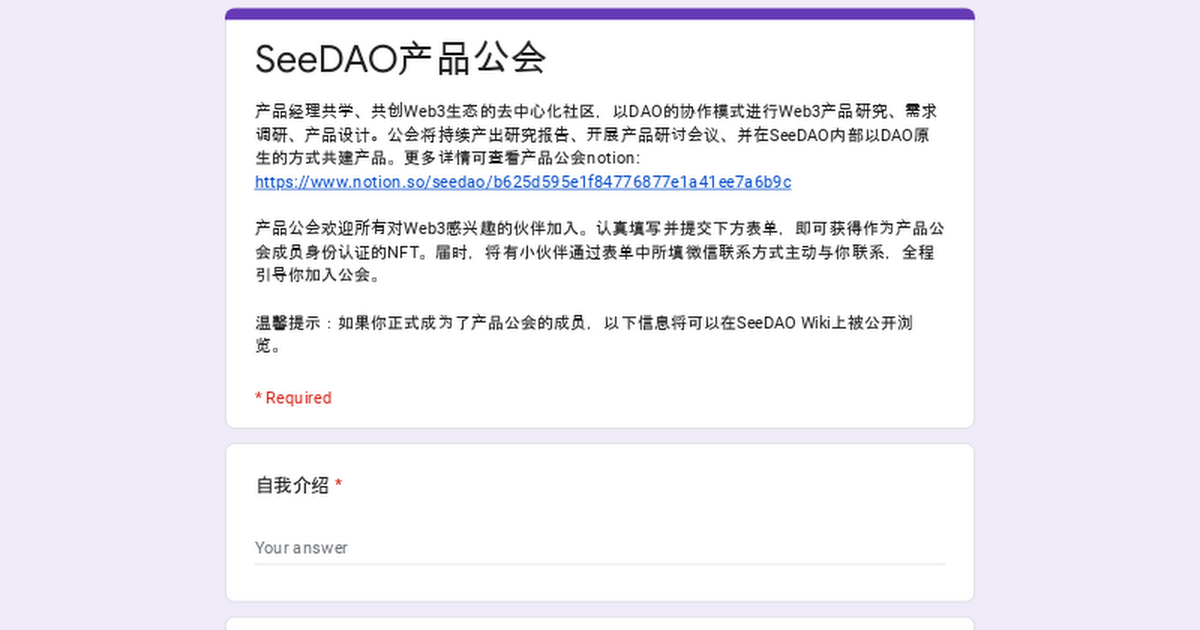 SeeDAO产品公会
产品经理共学、共创Web3生态的去中心化社区，以DAO的协作模式进行Web3产品研究、需求
调研、产品设计。公会将持续产出研究报告、开展产品研讨会议、并在SeeDAO内部以DAO原
生的方式共建产品。更多详情可查看产品公会notion:
https://www.notion.so/seedao/b625d595e1f84776877e1a41ee7a6b9c
产品公会欢迎所有对Web3感兴趣的伙伴加入。认真填写并提交下方表单，即可获得作为产品公
会成员身份认证的NFT。届时，将有小伙伴通过表单中所填微信联系方式主动与你联系，全程
引导你加入公会。
温馨提示：如果你正式成为了产品公会的成员，以下信息将可以在SeeDAO Wiki上被公开浏
览。
* Required
自我介绍 *
Your answer